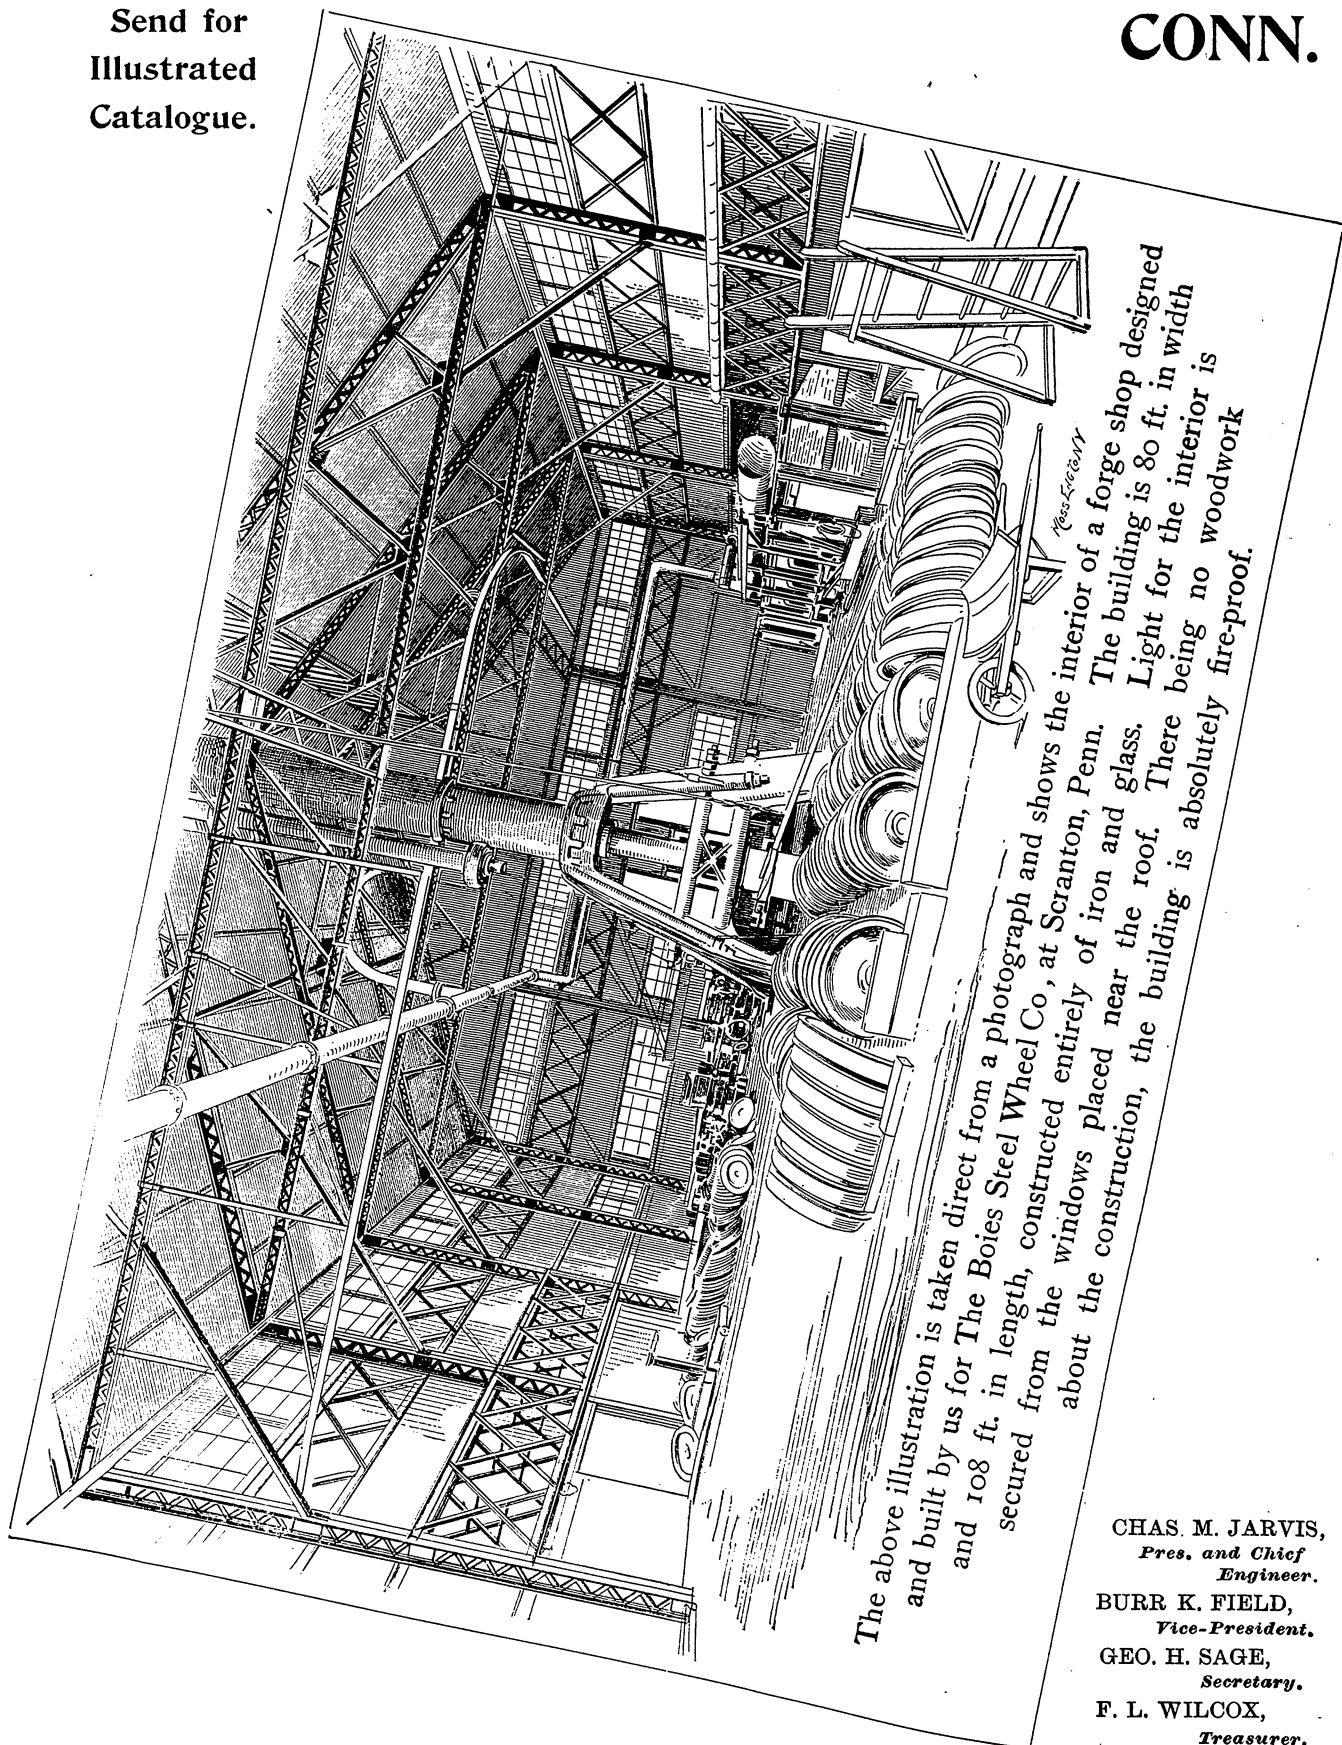 Send for
Illustrated
Catalogue.
CONN.
MOSS ENG CO NY
The above illustration is taken direct from a photograph and shows the interior of a forge shop designed
and built by us for The Boies Steel Wheel Co, at Scranton, Penn. The building is 80 ft. in width
and 108 ft. in length, constructed entirely of iron and glass. Light for the interior is
secured from the windows placed near the roof. There being no woodwork
about the construction, the building is absolutely fire-proof.
CHAS. M. JARVIS,
Pres. and Chief
Engineer.
BURR K. FIELD,
Vice-President.
GEO. H. SAGE,
Secretary.
F. L. WILCOX,
Treasurer.